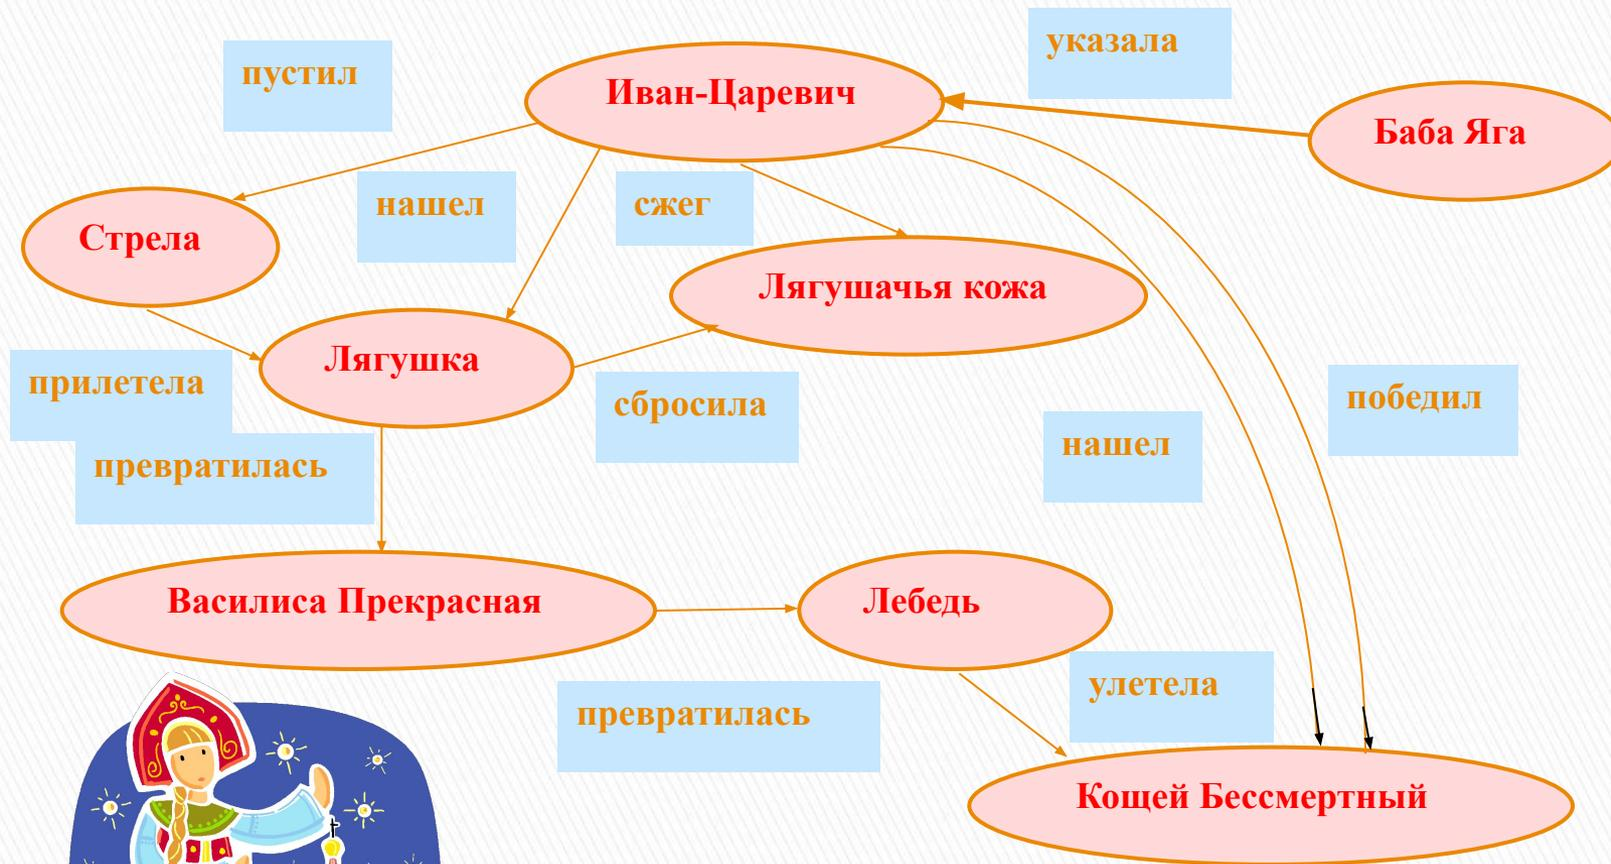 указала
пустил
Иван-Царевич
Баба Яга
нашел
сжег
Стрела
Лягушачья кожа
Лягушка
прилетела
сбросила
победил
нашел
превратилась
Василиса Прекрасная
Лебедь
улетела
превратилась
Кощей Бессмертный